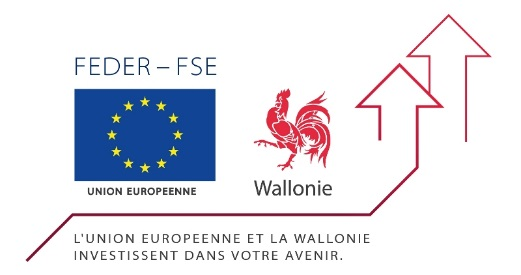 FEDER – FSE
UNION EUROPEENNE
Wallonie
L'UNION EUROPEENNE ET LA WALLONIE
INVESTISSENT DANS VOTRE AVENIR.